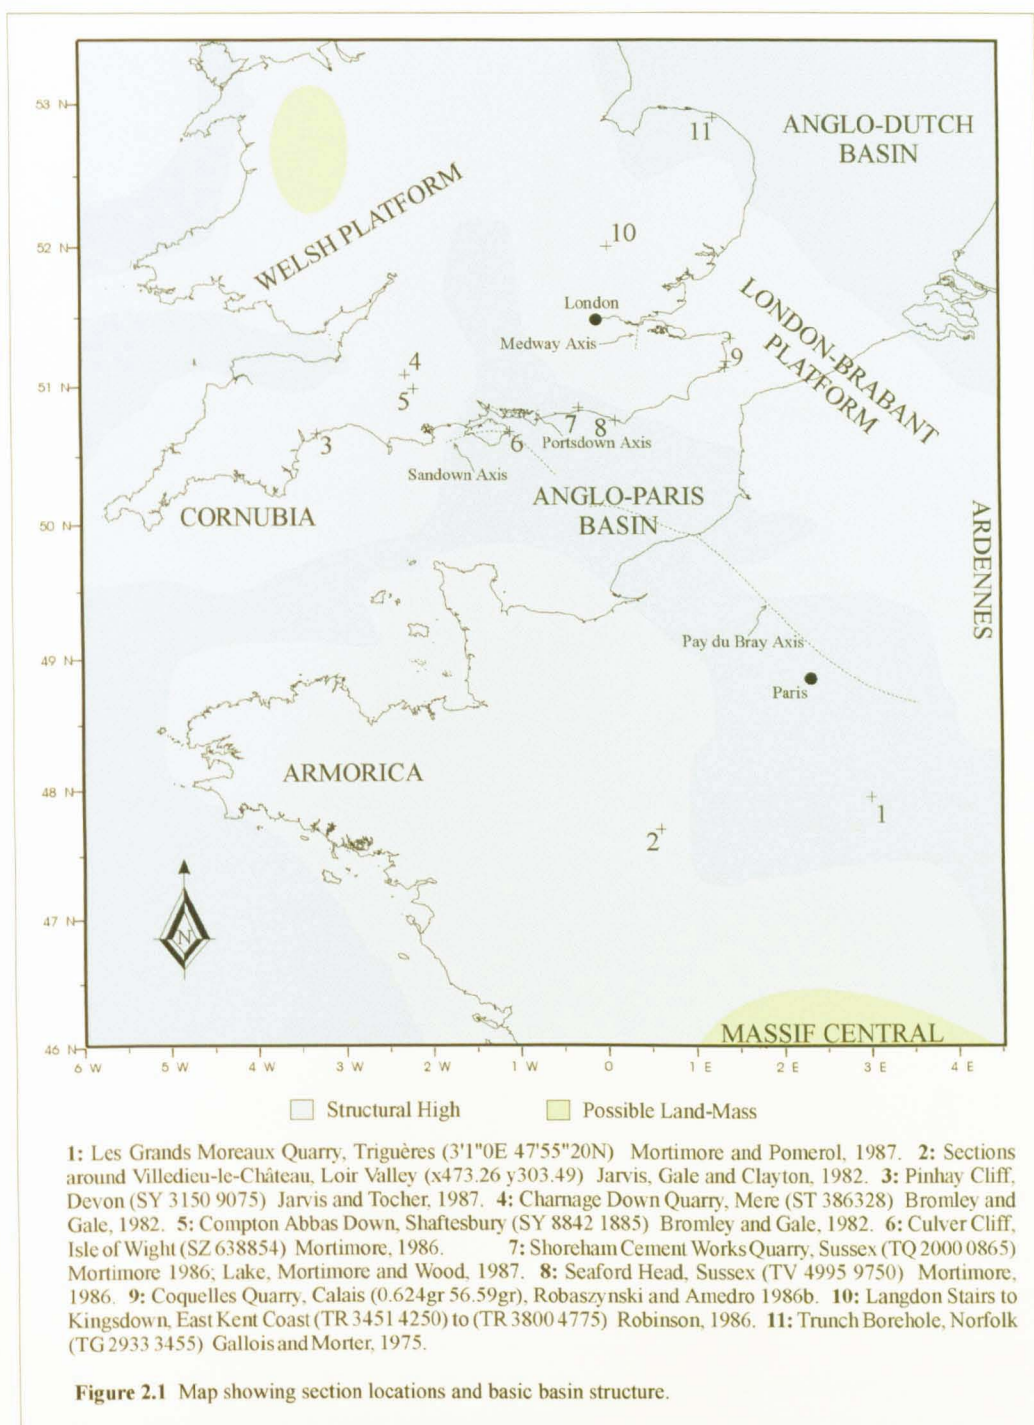 53 N
52 N
51 N
50 N
49 N
48 N
47 N
46 N
11
ANGLO-DUTCH
BASIN
WELSH PLATFORM
10
London
Medway Axis
LONDON-BRABANT
PLATFORM
9
4
5
3
6
7
8
Portsdown Axis
Sandown Axis
CORNUBIA
ANGLO-PARIS
BASIN
ARDENNES
Pay du Bray Axis
Paris
ARMORICA
1
2
N
MASSIF CENTRAL
6 W 5 W 4 W 3 W 2 W 1 W 0 1 E 2 E 3 E 4 E
Structural High Possible Land-Mass
1: Les Grands Moreaux Quarry, Triguères (3'1"0E 47'55"20N) Mortimore and Pomerol, 1987. 2: Sections
around Villedieu-le-Château, Loir Valley (x473.26 y303.49) Jarvis, Gale and Clayton, 1982. 3: Pinhay Cliff,
Devon (SY 3150 9075) Jarvis and Tocher, 1987. 4: Charnage Down Quarry, Mere (ST 386328) Bromley and
Gale, 1982. 5: Compton Abbas Down, Shaftesbury (SY 8842 1885) Bromley and Gale, 1982. 6: Culver Cliff,
Isle of Wight (SZ 638854) Mortimore, 1986. 7: Shoreham Cement Works Quarry, Sussex (TQ 2000 0865)
Mortimore 1986; Lake, Mortimore and Wood, 1987. 8: Seaford Head, Sussex (TV 4995 9750) Mortimore,
1986. 9: Coquelles Quarry, Calais (0.624gr 56.59gr), Robaszynski and Amedro 1986b. 10: Langdon Stairs to
Kingsdown, East Kent Coast (TR 3451 4250) to (TR 3800 4775) Robinson, 1986. 11: Trunch Borehole, Norfolk
(TG 2933 3455) Gallois and Morter, 1975.
Figure 2.1 Map showing section locations and basic basin structure.